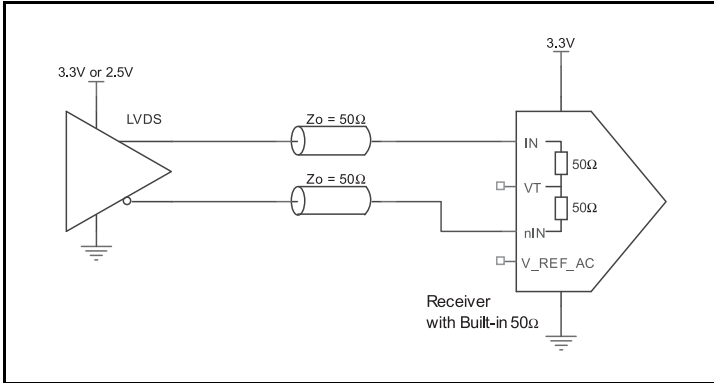 3.3V
3.3V or 2.5V
LVDS
Zo = 50Ω
IN
50Ω
Zo = 50Ω
VT
50Ω
nIN
V_REF_AC
Receiver
with Built-in 50Ω